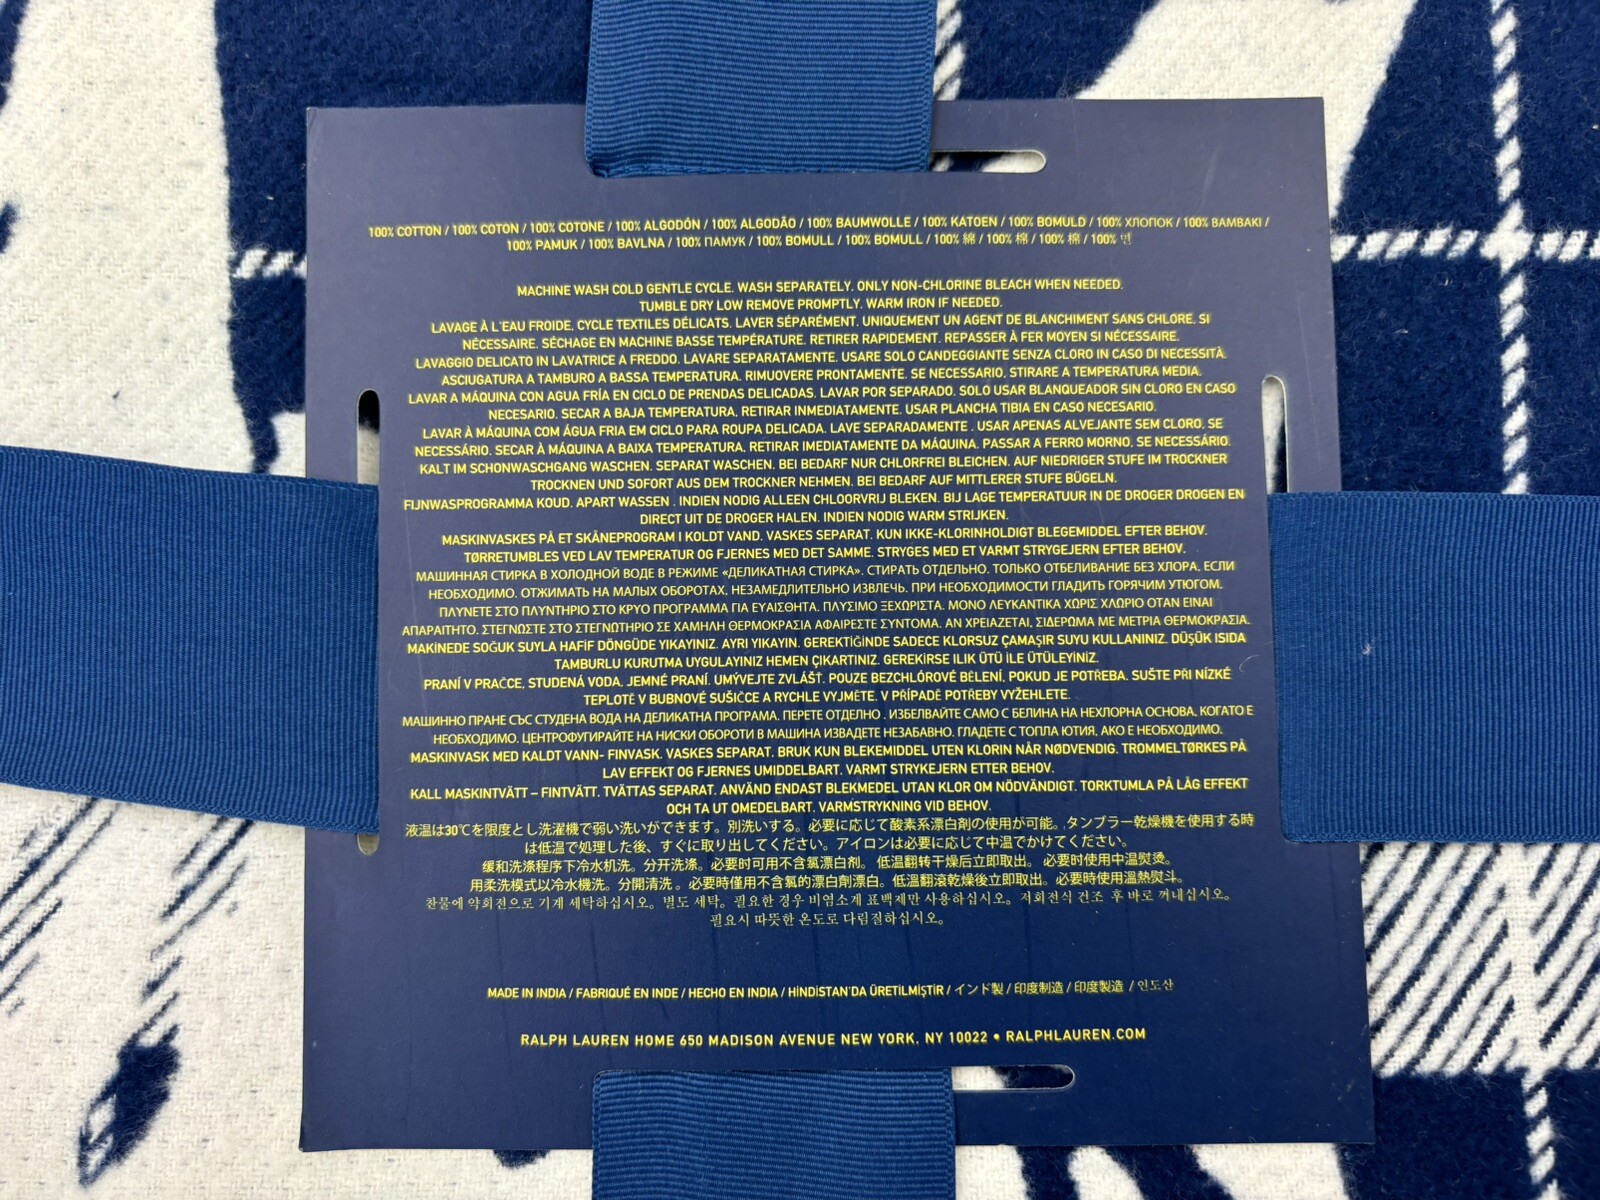 100% COTTON / 100% COTON / 100% COTONE / 100% ALGODÓN / 100% ALGODÃO / 100% BAUMWOLLE / 100% KATOEN / 100% BOMULD / 100% ХЛОПОК / 100% ΒΑΜΒΑΚΙ /
100% PAMUK / 100% BAVLNA / 100% ПАМУК / 100% BOMULL / 100% BOMULL / 100% 綿 / 100% 棉 / 100% 棉 / 100% 면
MACHINE WASH COLD GENTLE CYCLE. WASH SEPARATELY. ONLY NON-CHLORINE BLEACH WHEN NEEDED.
TUMBLE DRY LOW REMOVE PROMPTLY. WARM IRON IF NEEDED.
LAVAGE À L'EAU FROIDE, CYCLE TEXTILES DÉLICATS. LAVER SÉPARÉMENT. UNIQUEMENT UN AGENT DE BLANCHIMENT SANS CHLORE, SI
NÉCESSAIRE. SÉCHAGE EN MACHINE BASSE TEMPÉRATURE. RETIRER RAPIDEMENT. REPASSER À FER MOYEN SI NÉCESSAIRE.
LAVAGGIO DELICATO IN LAVATRICE A FREDDO. LAVARE SEPARATAMENTE. USARE SOLO CANDEGGIANTE SENZA CLORO IN CASO DI NECESSITÀ.
ASCIUGATURA A TAMBURO A BASSA TEMPERATURA. RIMUOVERE PRONTAMENTE. SE NECESSARIO, STIRARE A TEMPERATURA MEDIA.
LAVAR A MÁQUINA CON AGUA FRÍA EN CICLO DE PRENDAS DELICADAS. LAVAR POR SEPARADO. SOLO USAR BLANQUEADOR SIN CLORO EN CASO
NECESARIO. SECAR A BAJA TEMPERATURA. RETIRAR INMEDIATAMENTE. USAR PLANCHA TIBIA EN CASO NECESARIO.
LAVAR À MÁQUINA COM ÁGUA FRIA EM CICLO PARA ROUPA DELICADA. LAVE SEPARADAMENTE . USAR APENAS ALVEJANTE SEM CLORO, SE
NECESSÁRIO. SECAR À MÁQUINA A BAIXA TEMPERATURA. RETIRAR IMEDIATAMENTE DA MÁQUINA. PASSAR A FERRO MORNO, SE NECESSÁRIO.
KALT IM SCHONWASCHGANG WASCHEN. SEPARAT WASCHEN. BEI BEDARF NUR CHLORFREI BLEICHEN. AUF NIEDRIGER STUFE IM TROCKNER
TROCKNEN UND SOFORT AUS DEM TROCKNER NEHMEN. BEI BEDARF AUF MITTLERER STUFE BÜGELN.
FIJNWASPROGRAMMA KOUD. APART WASSEN . INDIEN NODIG ALLEEN CHLOORVRIJ BLEKEN. BIJ LAGE TEMPERATUUR IN DE DROGER DROGEN EN
DIRECT UIT DE DROGER HALEN. INDIEN NODIG WARM STRIJKEN.
MASKINVASKES PÅ ET SKÅNEPROGRAM I KOLDT VAND. VASKES SEPARAT. KUN IKKE-KLORINHOLDIGT BLEGEMIDDEL EFTER BEHOV.
TØRRETUMBLES VED LAV TEMPERATUR OG FJERNES MED DET SAMME. STRYGES MED ET VARMT STRYGEJERN EFTER BEHOV.
МАШИННАЯ СТИРКА В ХОЛОДНОЙ ВОДЕ В РЕЖИМЕ «ДЕЛИКАТНАЯ СТИРКА». СТИРАТЬ ОТДЕЛЬНО. ТОЛЬКО ОТБЕЛИВАНИЕ БЕЗ ХЛОРА, ЕСЛИ
НЕОБХОДИМО. ОТЖИМАТЬ НА МАЛЫХ ОБОРОТАХ, НЕЗАМЕДЛИТЕЛЬНО ИЗВЛЕЧЬ. ПРИ НЕОБХОДИМОСТИ ГЛАДИТЬ ГОРЯЧИМ УТЮГОМ.
ΠΛΥΝΕΤΕ ΣΤΟ ΠΛΥΝΤΗΡΙΟ ΣΤΟ ΚΡΥΟ ΠΡΟΓΡΑΜΜΑ ΓΙΑ ΕΥΑΙΣΘΗΤΑ. ΠΛΥΣΙΜΟ ΞΕΧΩΡΙΣΤΑ. ΜΟΝΟ ΛΕΥΚΑΝΤΙΚΑ ΧΩΡΙΣ ΧΛΩΡΙΟ ΟΤΑΝ ΕΙΝΑΙ
ΑΠΑΡΑΙΤΗΤΟ. ΣΤΕΓΝΩΣΤΕ ΣΤΟ ΣΤΕΓΝΩΤΗΡΙΟ ΣΕ ΧΑΜΗΛΗ ΘΕΡΜΟΚΡΑΣΙΑ ΑΦΑΙΡΕΣΤΕ ΣΥΝΤΟΜΑ. ΑΝ ΧΡΕΙΑΖΕΤΑΙ, ΣΙΔΕΡΩΜΑ ΜΕ ΜΕΤΡΙΑ ΘΕΡΜΟΚΡΑΣΙΑ.
MAKİNEDE SOĞUK SUYLA HAFİF DÖNGÜDE YIKAYINIZ. AYRI YIKAYIN. GEREKTİĞİNDE SADECE KLORSUZ ÇAMAŞIR SUYU KULLANINIZ. DÜŞÜK ISIDA
TAMBURLU KURUTMA UYGULAYINIZ HEMEN ÇIKARTINIZ. GEREKİRSE ILIK ÜTÜ İLE ÜTÜLEYİNİZ.
PRANÍ V PRAČCE, STUDENÁ VODA, JEMNÉ PRANÍ. UMÝVEJTE ZVLÁŠŤ. POUZE BEZCHLÓROVÉ BĚLENÍ, POKUD JE POTŘEBA. SUŠTE PŘI NÍZKÉ
TEPLOTĚ V BUBNOVÉ SUŠIČCE A RYCHLE VYJMĚTE. V PŘÍPADĚ POTŘEBY VYŽEHLETE.
МАШИННО ПРАНЕ СЪС СТУДЕНА ВОДА НА ДЕЛИКАТНА ПРОГРАМА. ПЕРЕТЕ ОТДЕЛНО . ИЗБЕЛВАЙТЕ САМО С БЕЛИНА НА НЕХЛОРНА ОСНОВА, КОГАТО Е
НЕОБХОДИМО. ЦЕНТРОФУГИРАЙТЕ НА НИСКИ ОБОРОТИ В МАШИНА ИЗВАДЕТЕ НЕЗАБАВНО. ГЛАДЕТЕ С ТОПЛА ЮТИЯ, АКО Е НЕОБХОДИМО.
MASKINVASK MED KALDT VANN- FINVASK. VASKES SEPARAT. BRUK KUN BLEKEMIDDEL UTEN KLORIN NÅR NØDVENDIG. TROMMELTØRKES PÅ
LAV EFFEKT OG FJERNES UMIDDELBART. VARMT STRYKEJERN ETTER BEHOV.
KALL MASKINTVÄTT – FINTVÄTT. TVÄTTAS SEPARAT. ANVÄND ENDAST BLEKMEDEL UTAN KLOR OM NÖDVÄNDIGT. TORKTUMLA PÅ LÅG EFFEKT
OCH TA UT OMEDELBART. VARMSTRYKNING VID BEHOV.
液温は30℃を限度とし洗濯機で弱い洗いができます。別洗いする。必要に応じて酸素系漂白剤の使用が可能。.タンブラー乾燥機を使用する時
は低温で処理した後、すぐに取り出してください。アイロンは必要に応じて中温でかけてください。
缓和洗涤程序下冷水机洗。分开洗涤。必要时可用不含氯漂白剂。低温翻转干燥后立即取出。必要时使用中温熨烫。
用柔洗模式以冷水機洗。分開清洗 。必要時僅用不含氯的漂白劑漂白。低溫翻滾乾燥後立即取出。必要時使用溫熱熨斗。
찬물에 약회전으로 기계 세탁하십시오。별도 세탁。필요한 경우 비염소계 표백제만 사용하십시오。저회전식 건조 후 바로 꺼내십시오。
필요시 따뜻한 온도로 다림질하십시오。
MADE IN INDIA / FABRIQUÉ EN INDE / HECHO EN INDIA / HİNDİSTAN'DA ÜRETİLMİŞTİR / インド製 / 印度制造 / 印度製造 / 인도산
RALPH LAUREN HOME 650 MADISON AVENUE NEW YORK, NY 10022 • RALPHLAUREN.COM